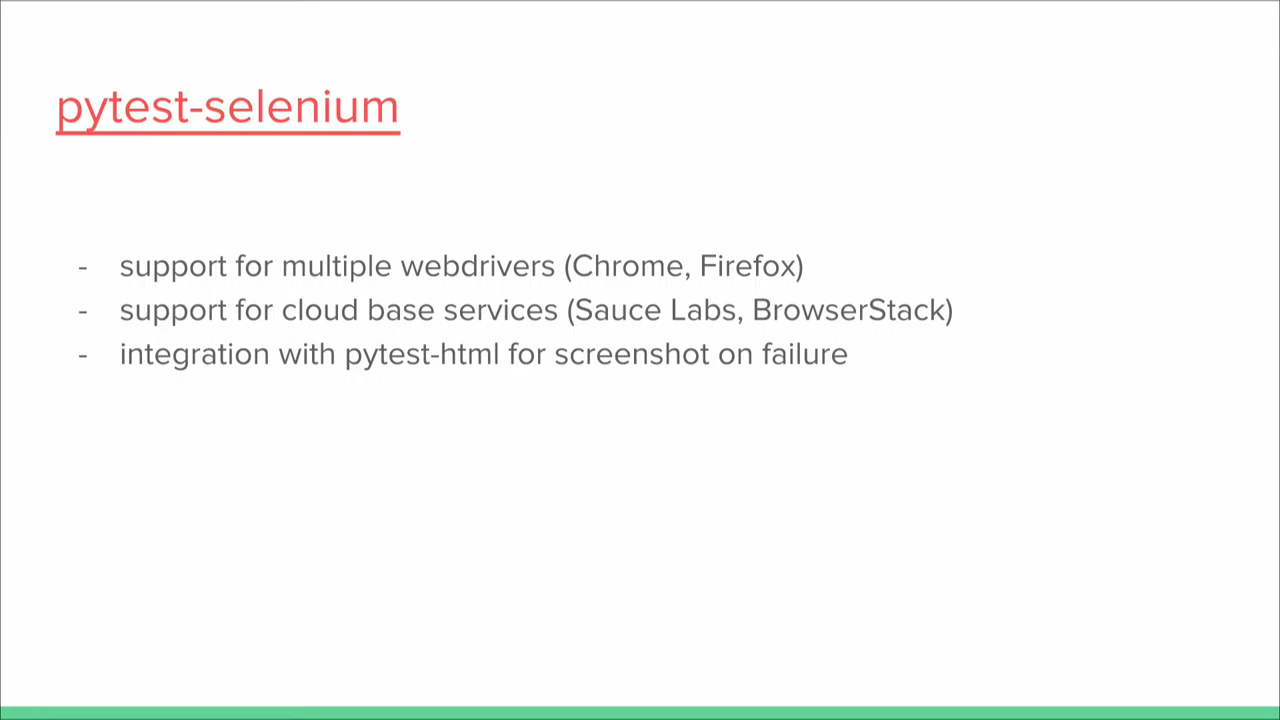 pytest-selenium
- support for multiple webdrivers (Chrome, Firefox)
- support for cloud base services (Sauce Labs, BrowserStack)
- integration with pytest-html for screenshot on failure